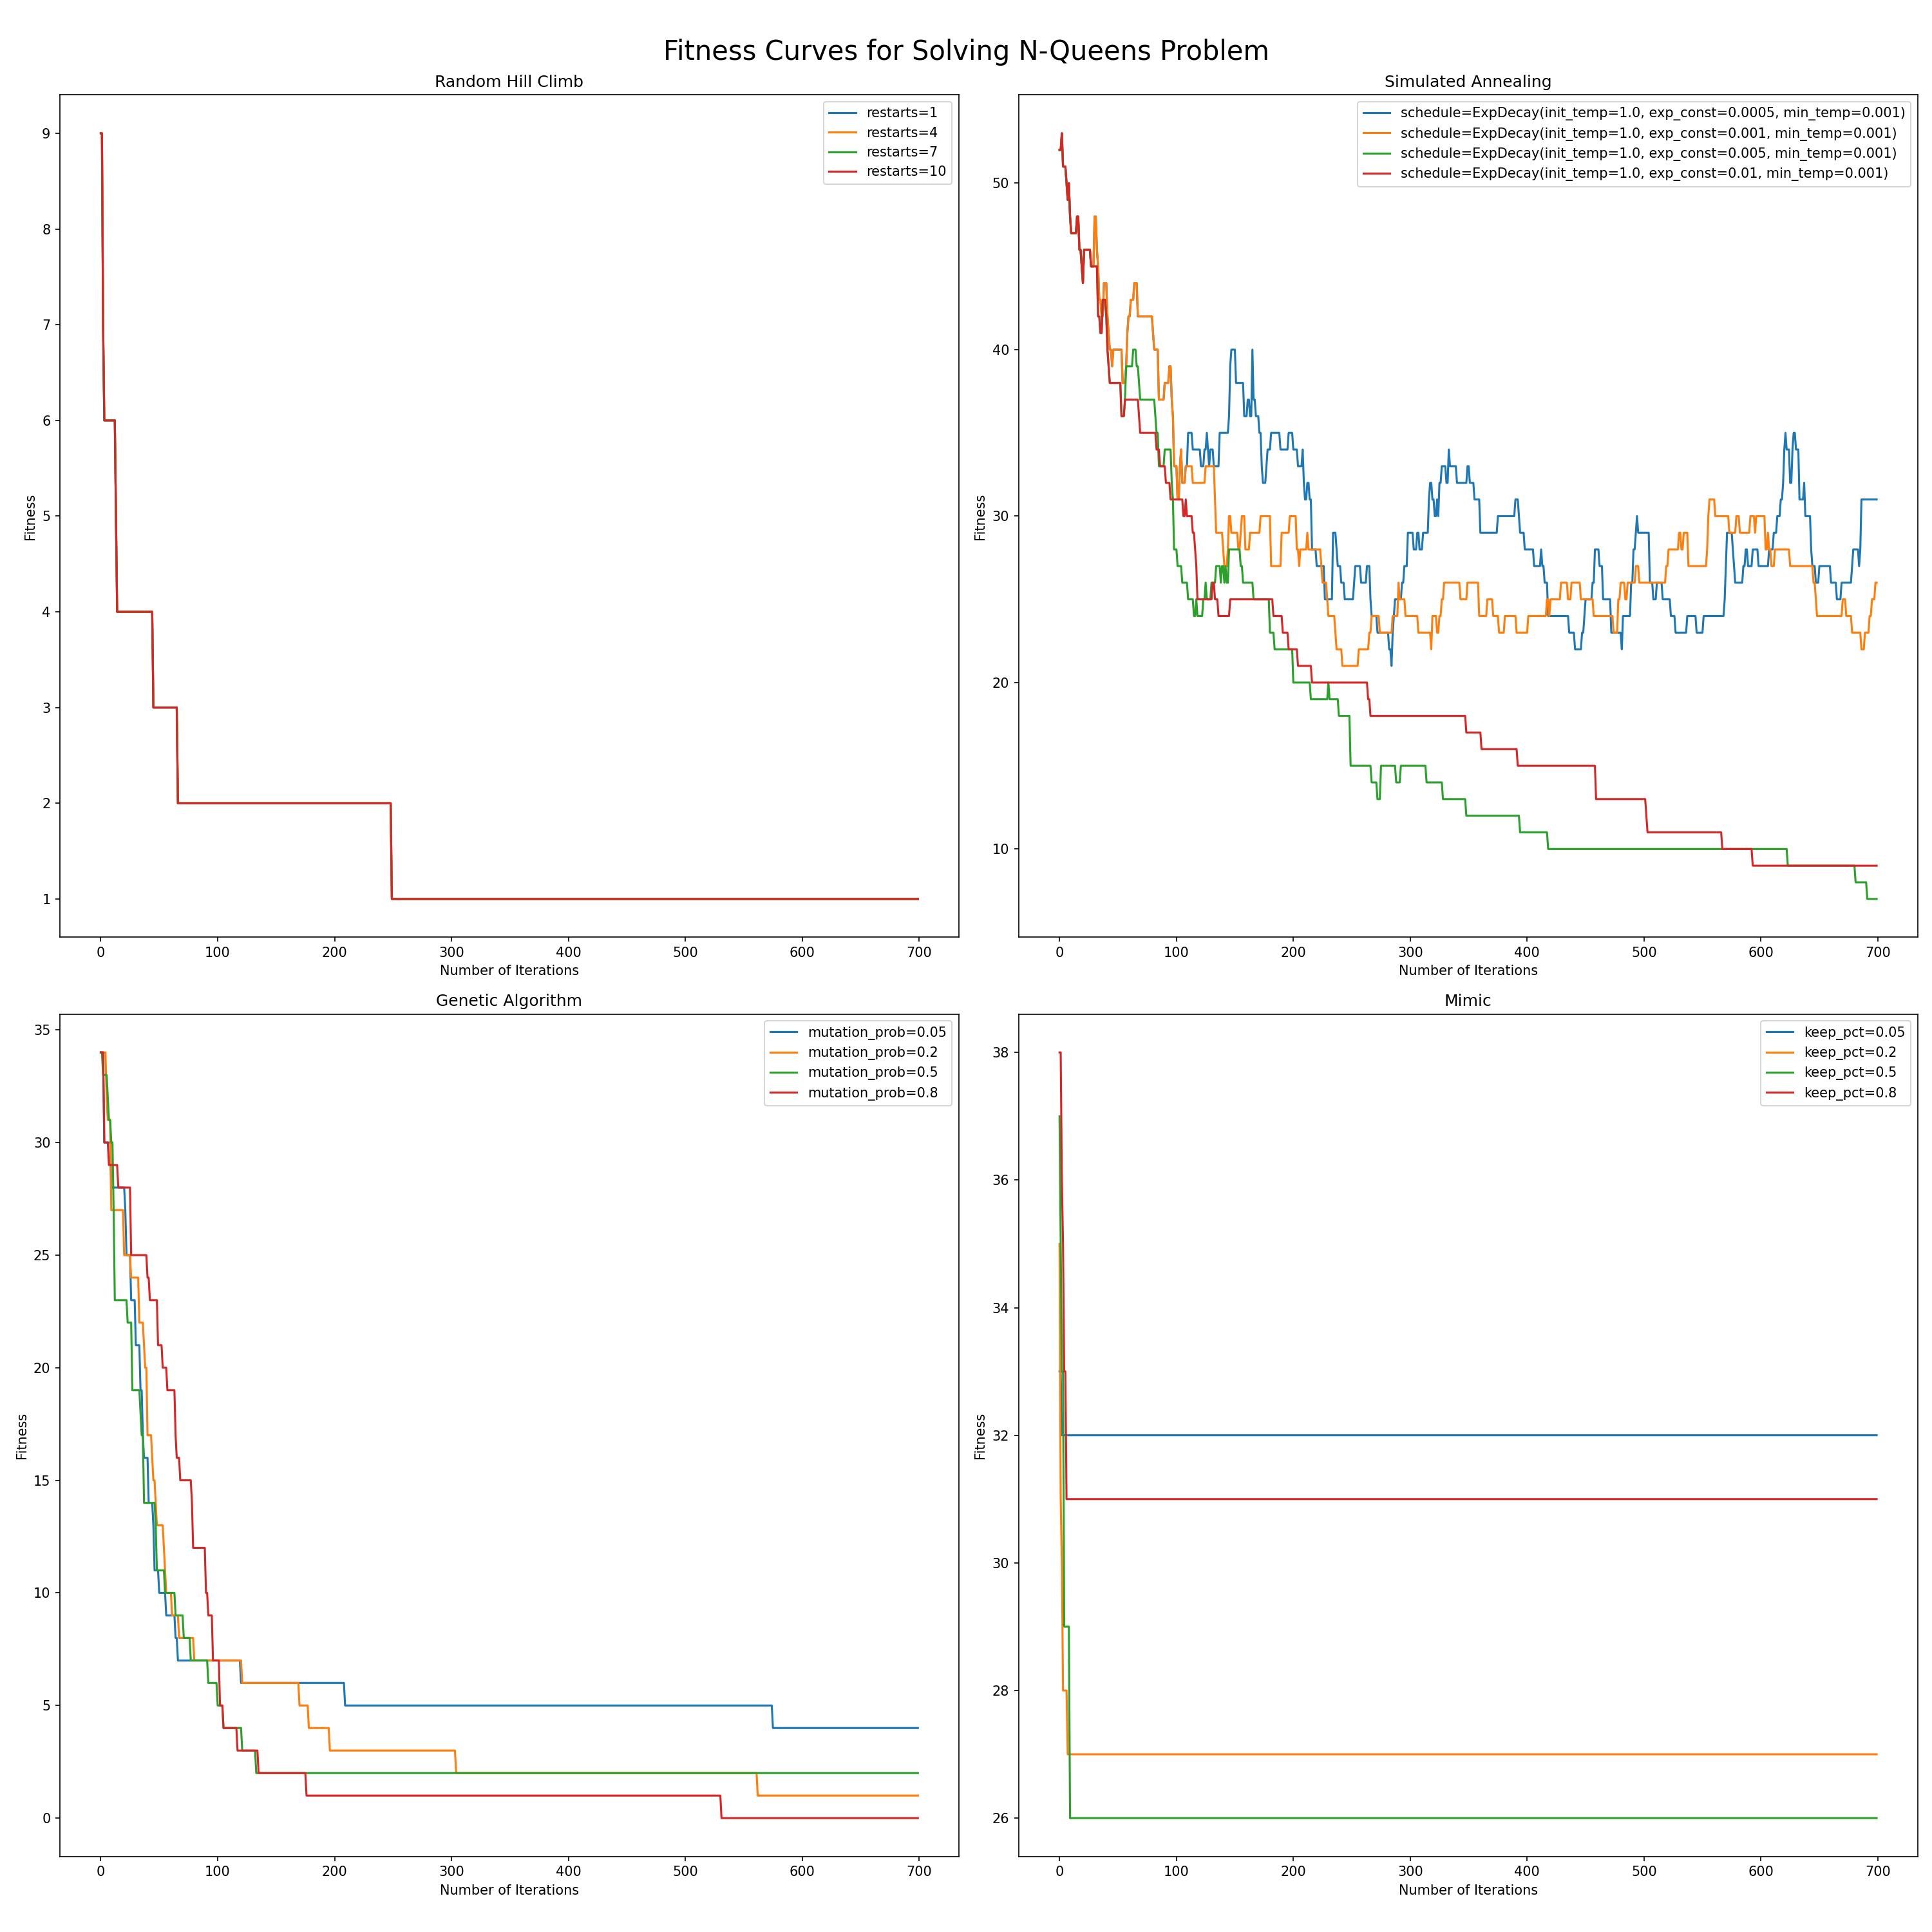 Fitness Curves for Solving N-Queens Problem
Random Hill Climb
restarts=1
restarts=4
restarts=7
restarts=10
9
8
7
6
5
4
3
2
1
Fitness
0 100 200 300 400 500 600 700
Number of Iterations
Simulated Annealing
schedule=ExpDecay(init_temp=1.0, exp_const=0.0005, min_temp=0.001)
schedule=ExpDecay(init_temp=1.0, exp_const=0.001, min_temp=0.001)
schedule=ExpDecay(init_temp=1.0, exp_const=0.005, min_temp=0.001)
schedule=ExpDecay(init_temp=1.0, exp_const=0.01, min_temp=0.001)
50
40
30
20
10
Fitness
0 100 200 300 400 500 600 700
Number of Iterations
Genetic Algorithm
mutation_prob=0.05
mutation_prob=0.2
mutation_prob=0.5
mutation_prob=0.8
35
30
25
20
15
10
5
0
Fitness
0 100 200 300 400 500 600 700
Number of Iterations
Mimic
keep_pct=0.05
keep_pct=0.2
keep_pct=0.5
keep_pct=0.8
38
36
34
32
30
28
26
Fitness
0 100 200 300 400 500 600 700
Number of Iterations